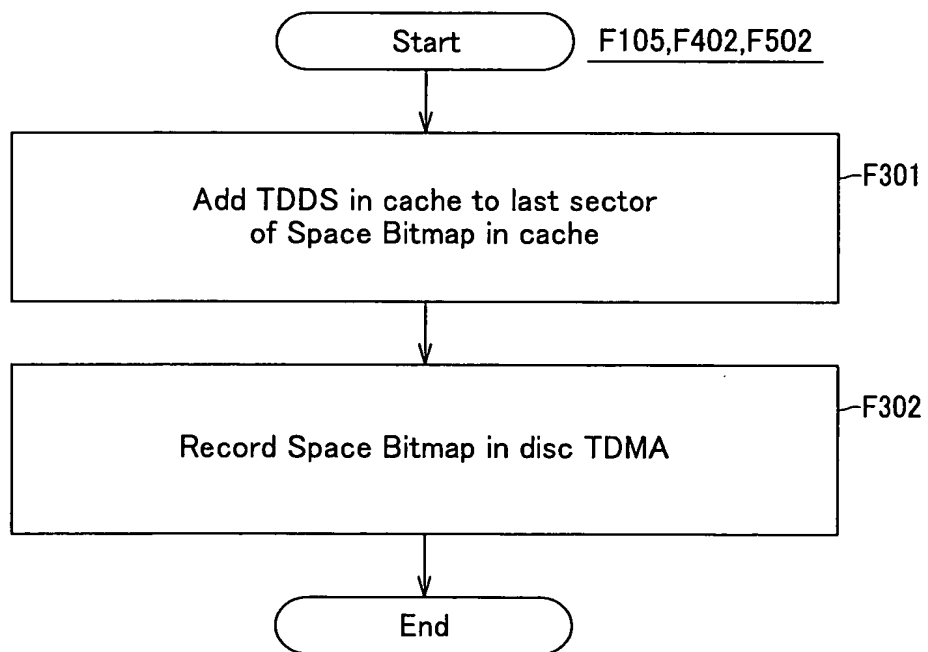 Start
F105,F402,F502
Add TDDS in cache to last sector
of Space Bitmap in cache
F301
Record Space Bitmap in disc TDMA
F302
End